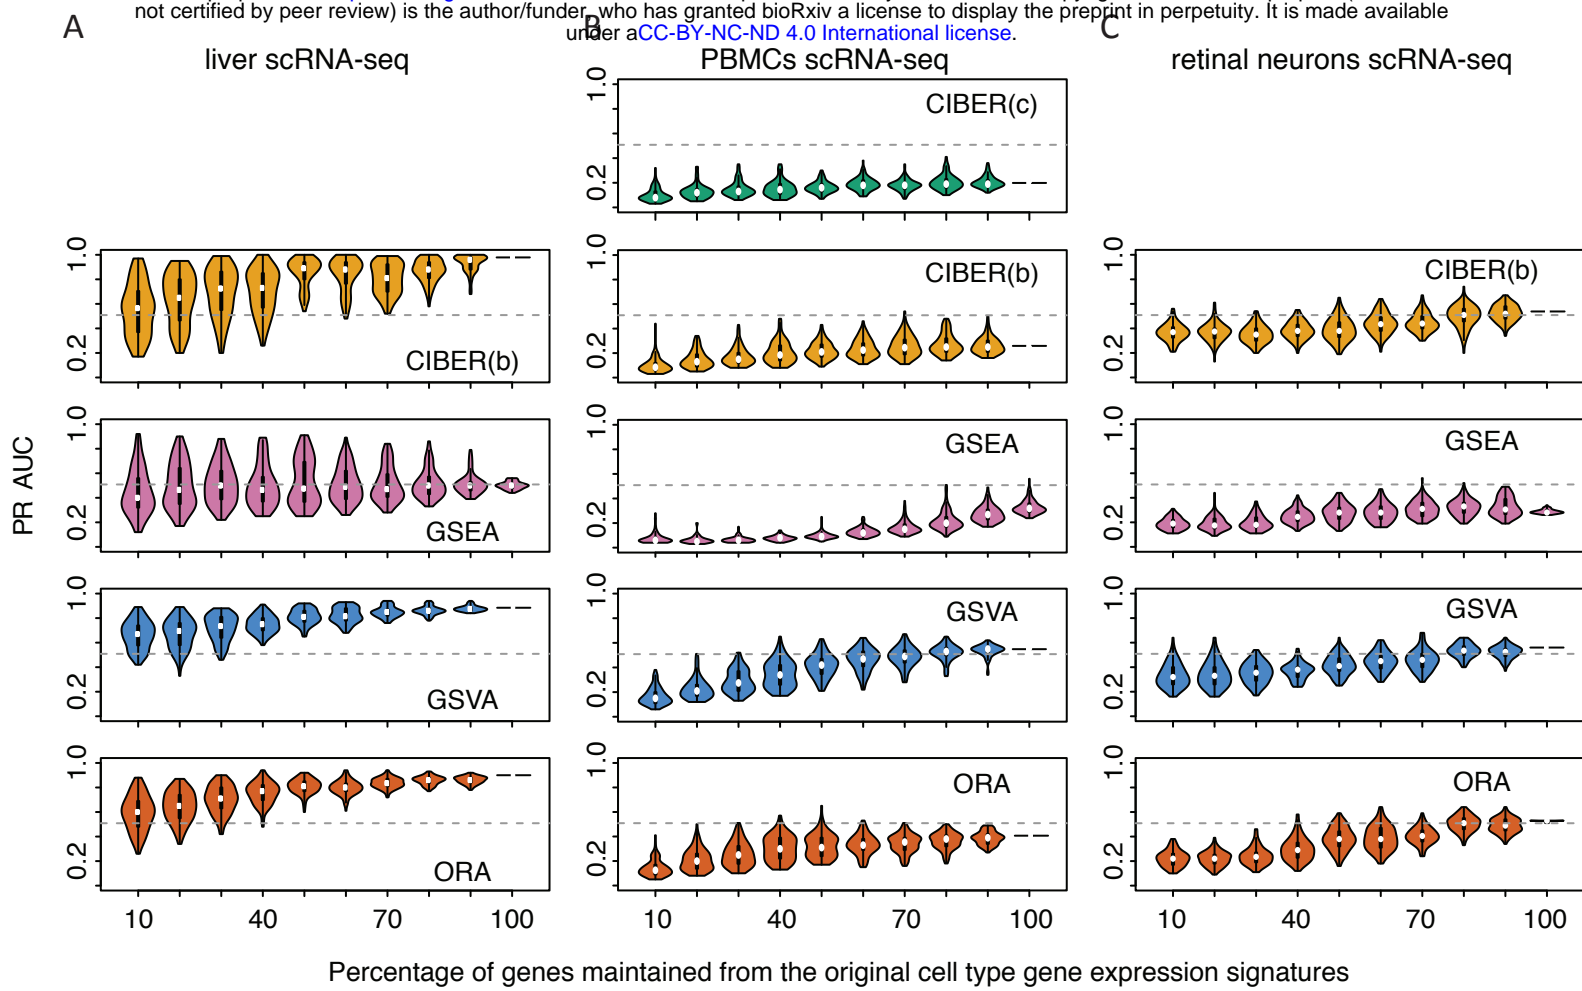 not certified by peer review) is the author/funder, who has granted bioRxiv a license to display the preprint in perpetuity. It is made available
under aCC-BY-NC-ND 4.0 International license.
A
B
C
liver scRNA-seq
PBMCs scRNA-seq
retinal neurons scRNA-seq
1.0
0.2
CIBER(c)
1.0
0.2
CIBER(b)
1.0
0.2
CIBER(b)
1.0
0.2
CIBER(b)
PR AUC
1.0
0.2
GSEA
1.0
0.2
GSEA
1.0
0.2
GSEA
1.0
0.2
GSVA
1.0
0.2
GSVA
1.0
0.2
GSVA
1.0
0.2
ORA
1.0
0.2
ORA
1.0
0.2
ORA
10 40 70 100
10 40 70 100
10 40 70 100
Percentage of genes maintained from the original cell type gene expression signatures